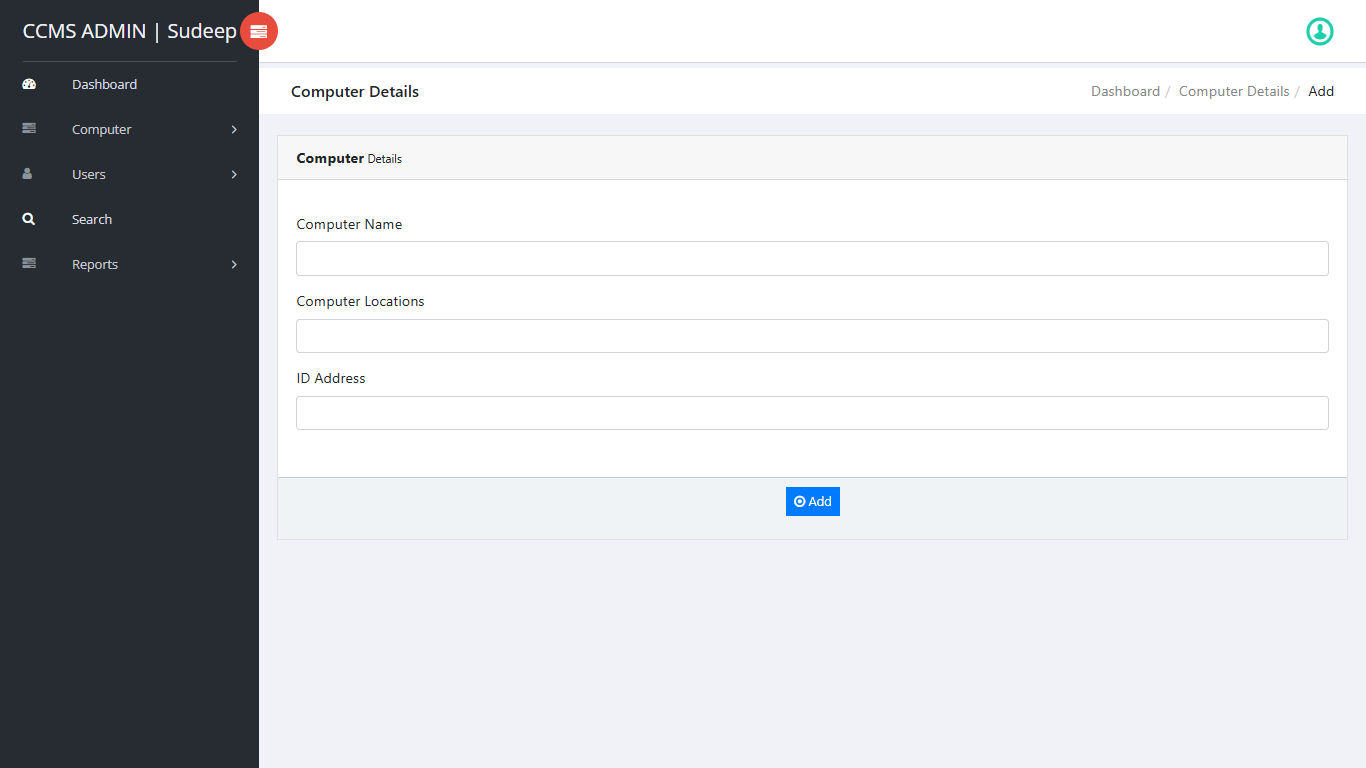 CCMS ADMIN | Sudeep
Dashboard
Computer
Users
Search
Reports
Computer Details
Dashboard / Computer Details / Add
Computer Details
Computer Name
Computer Locations
ID Address
Add